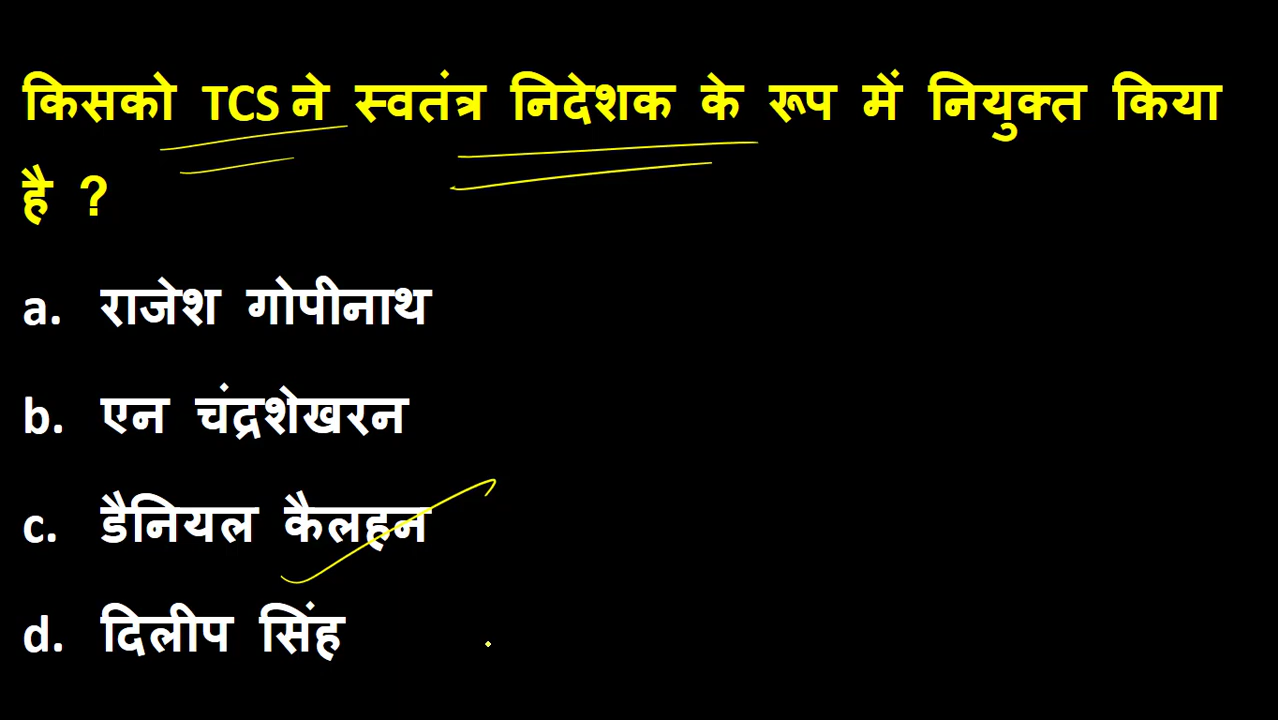 किसको TCS ने स्वतंत्र निदेशक के रूप में नियुक्त किया
है ?
a. राजेश गोपीनाथ
b. एन चंद्रशेखरन
c. डैनियल कैलहन
d. दिलीप सिंह